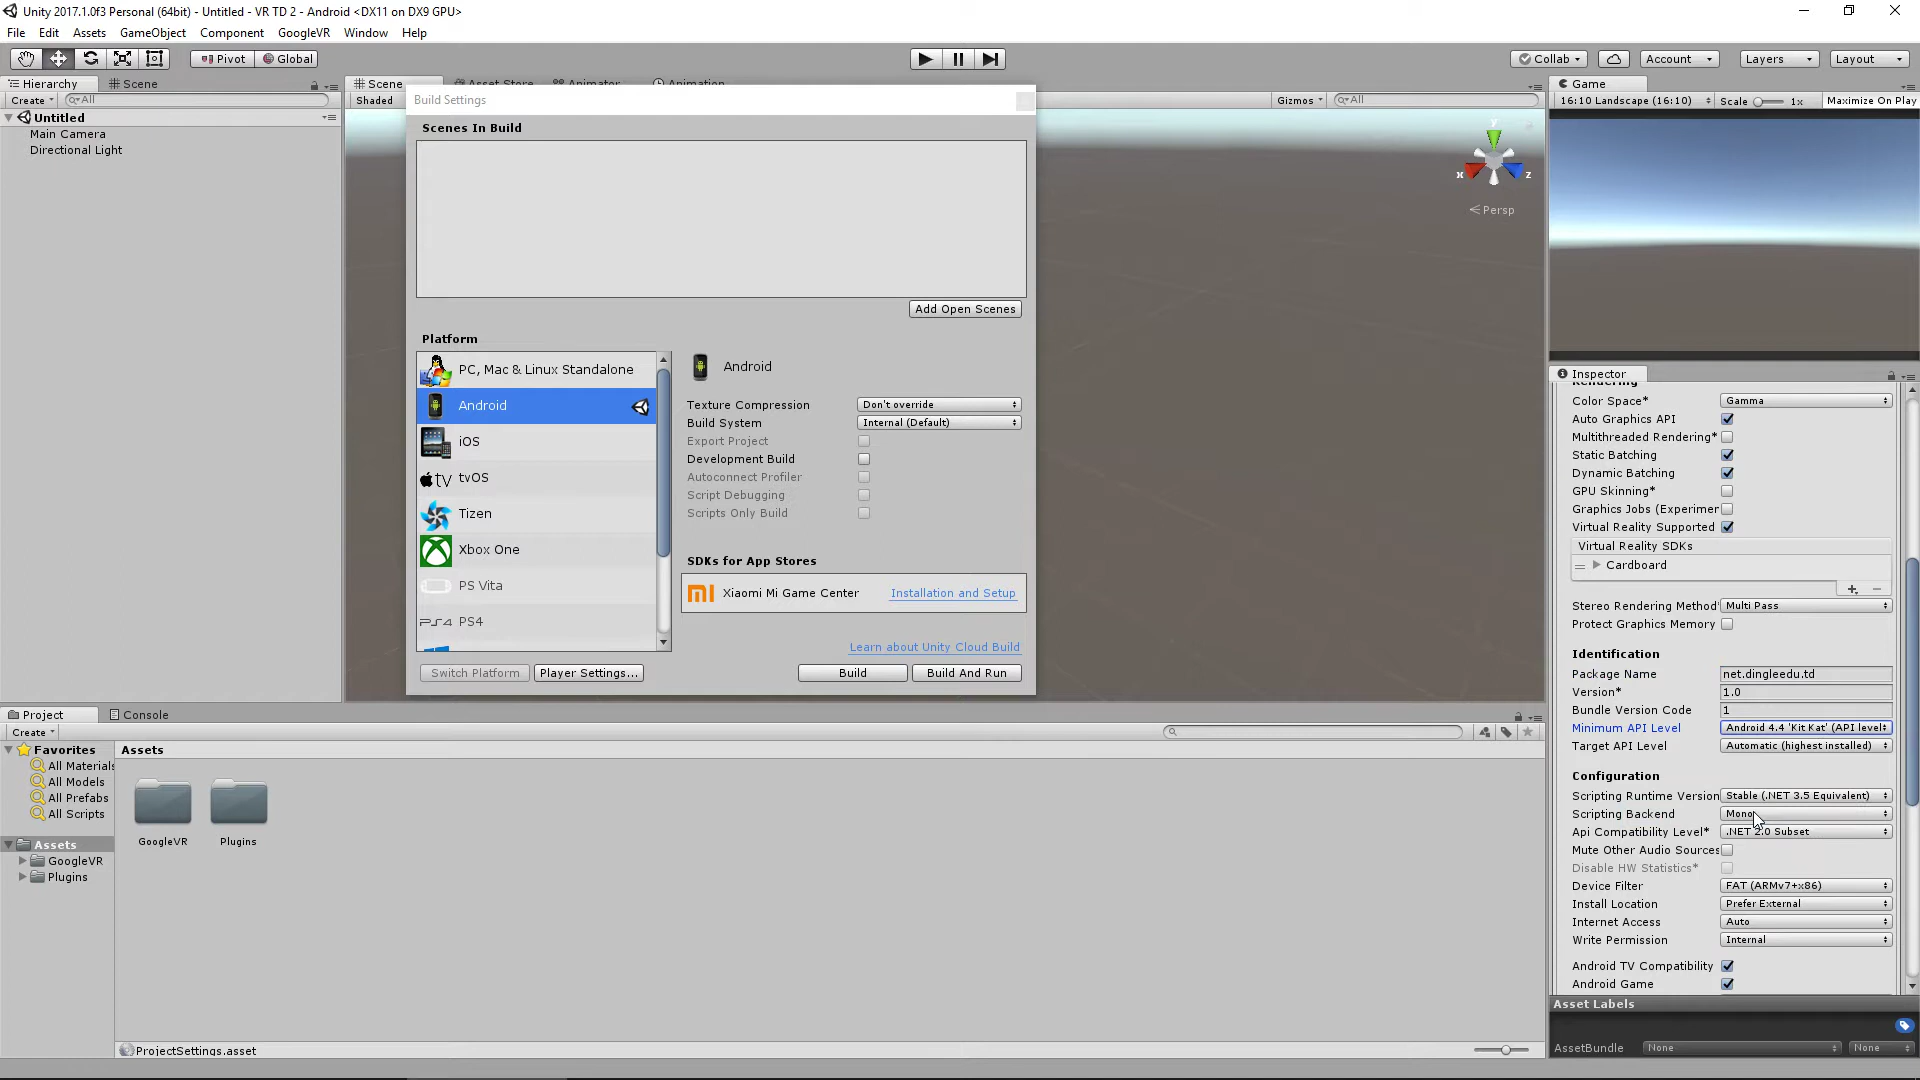 Unity 2017.1.0f3 Personal (64bit) - Untitled - VR TD 2 - Android <DX11 on DX9 GPU>
File Edit Assets GameObject Component GoogleVR Window Help
Pivot Global Collab Account Layers Layout
Hierarchy Scene
Create All
Untitled
Main Camera
Directional Light
Scene Asset Store Animator Animation
Shaded Gizmos All
y
x z
Persp
Build Settings
Scenes In Build
Add Open Scenes
Platform
PC, Mac & Linux Standalone
Android
iOS
tv tvOS
Tizen
Xbox One
PS Vita
PS4 PS4
Android
Texture Compression Don't override
Build System Internal (Default)
Export Project
Development Build
Autoconnect Profiler
Script Debugging
Scripts Only Build
SDKs for App Stores
MI Xiaomi Mi Game Center Installation and Setup
Learn about Unity Cloud Build
Switch Platform Player Settings... Build Build And Run
Game
16:10 Landscape (16:10) Scale 1x Maximize On Play
Inspector
Rendering
Color Space* Gamma
Auto Graphics API
Multithreaded Rendering*
Static Batching
Dynamic Batching
GPU Skinning*
Graphics Jobs (Experimer
Virtual Reality Supported
Virtual Reality SDKs
Cardboard
Stereo Rendering Method* Multi Pass
Protect Graphics Memory
Identification
Package Name net.dingleedu.td
Version* 1.0
Bundle Version Code 1
Minimum API Level Android 4.4 'Kit Kat' (API level
Target API Level Automatic (highest installed)
Configuration
Scripting Runtime Version Stable (.NET 3.5 Equivalent)
Scripting Backend Mono
Api Compatibility Level* .NET 2.0 Subset
Mute Other Audio Sources
Disable HW Statistics*
Device Filter FAT (ARMv7+x86)
Install Location Prefer External
Internet Access Auto
Write Permission Internal
Android TV Compatibility
Android Game
Asset Labels
AssetBundle None None
Project Console
Create
Favorites
All Materials
All Models
All Prefabs
All Scripts
Assets
GoogleVR
Plugins
Assets
GoogleVR Plugins
ProjectSettings.asset